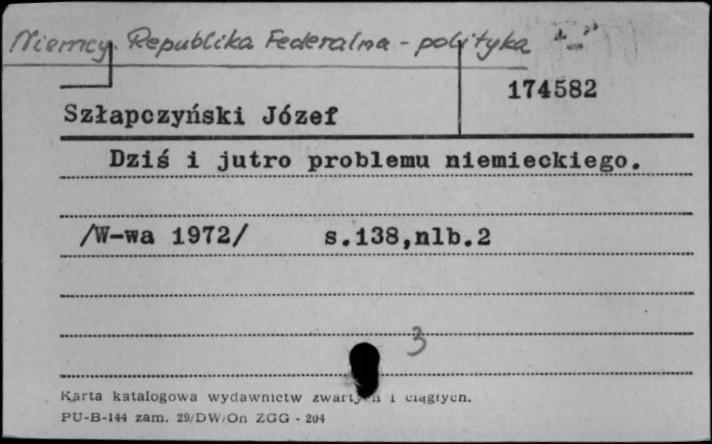 Niemcy. Republika Federalna - polityka
174582
Szłapczyński Józef
Dziś i jutro problemu niemieckiego.
/W-wa 1972/ s.138,nlb.2
3
Karta katalogowa wydawnictw i ciągłych.
PU-B-144 zam. 29/DW/On ZGG - 204